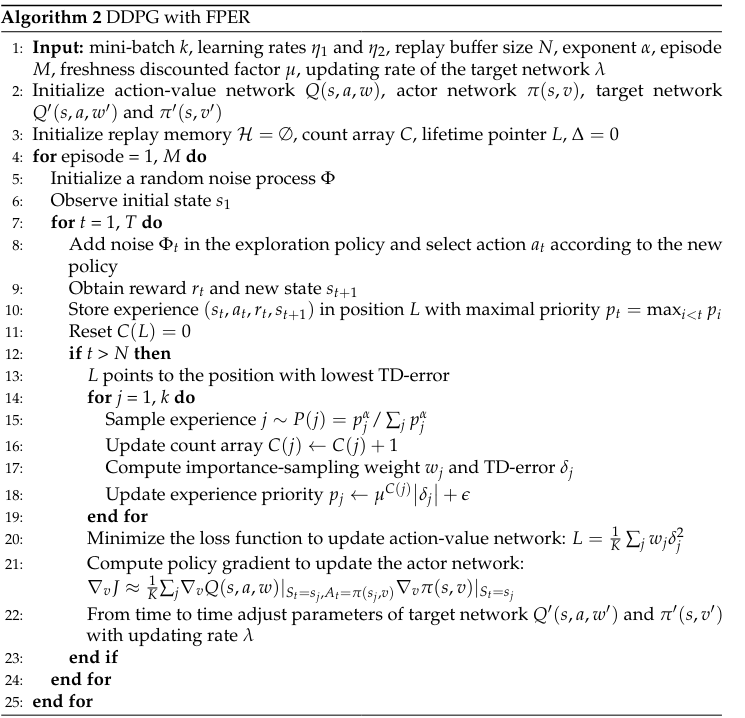 Algorithm 2 DDPG with FPER
1: Input: mini-batch k, learning rates η₁ and η₂, replay buffer size N, exponent α, episode
M, freshness discounted factor μ, updating rate of the target network λ
2: Initialize action-value network Q(s, a, w), actor network π(s, v), target network
Q′(s, a, w′) and π′(s, v′)
3: Initialize replay memory ℋ = ∅, count array C, lifetime pointer L, Δ = 0
4: for episode = 1, M do
5: Initialize a random noise process Φ
6: Observe initial state s₁
7: for t = 1, T do
8: Add noise Φₜ in the exploration policy and select action aₜ according to the new
policy
9: Obtain reward rₜ and new state sₜ₊₁
10: Store experience (sₜ, aₜ, rₜ, sₜ₊₁) in position L with maximal priority pₜ = max_{i<t} pᵢ
11: Reset C(L) = 0
12: if t > N then
13: L points to the position with lowest TD-error
14: for j = 1, k do
15: Sample experience j ∼ P(j) = pⱼ^α / ∑ⱼ pⱼ^α
16: Update count array C(j) ← C(j) + 1
17: Compute importance-sampling weight wⱼ and TD-error δⱼ
18: Update experience priority pⱼ ← μ^{C(j)} |δⱼ| + ϵ
19: end for
20: Minimize the loss function to update action-value network: L = 1/K ∑ⱼ wⱼδⱼ²
21: Compute policy gradient to update the actor network:
∇ᵥJ ≈ 1/K ∑ⱼ ∇ᵥQ(s, a, w)|_{Sₜ=sⱼ,Aₜ=π(sⱼ,v)} ∇ᵥπ(s, v)|_{Sₜ=sⱼ}
22: From time to time adjust parameters of target network Q′(s, a, w′) and π′(s, v′)
with updating rate λ
23: end if
24: end for
25: end for